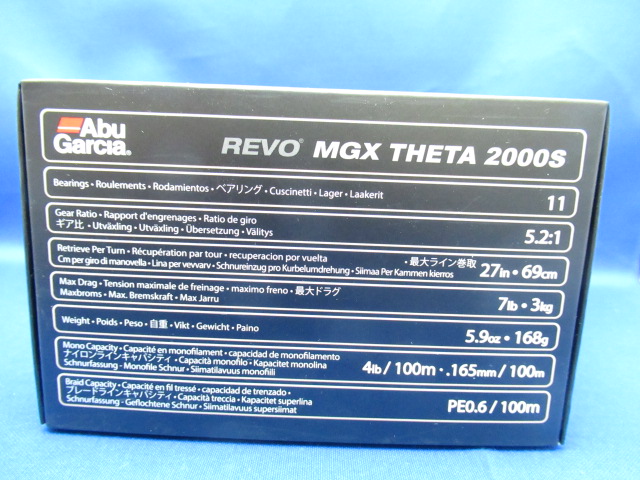 Abu
Garcia®
REVO® MGX THETA 2000S
Bearings • Roulements • Rodamientos • ベアリング • Cuscinetti • Lager • Laakerit
11
Gear Ratio • Rapport d'engrenages • Ratio de giro
ギア比 • Utväxling • Utväxling • Übersetzung • Välitys
5.2:1
Retrieve Per Turn • Récupération par tour • recuperacion por vuelta • 最大ライン巻取
Cm per giro di manovella • Lina per vevvarv • Schnureinzug pro Kurbelumdrehung • Siimaa Per Kammen kierros
27in • 69cm
Max Drag • Tension maximale de freinage • maximo freno • 最大ドラグ
Maxbroms • Max. Bremskraft • Max Jarru
7lb • 3kg
Weight • Poids • Peso • 自重 • Vikt • Gewicht • Paino
5.9oz • 168g
Mono Capacity • Capacité en monofilament • capacidad de monofilamento
ナイロンラインキャパシティ • Capacità monofilo • Kapacitet monolina
Schnurfassung - Monofile Schnur • Siimatilavuus monofiili
4lb / 100m • .165mm / 100m
Braid Capacity • Capacité en fil tressé • capacidad de trenzado •
ブレードラインキャパシティ • Capacità treccia • Kapacitet superlina
Schnurfassung - Geflochtene Schnur • Siimatilavuus supersiimat
PE0.6 / 100m